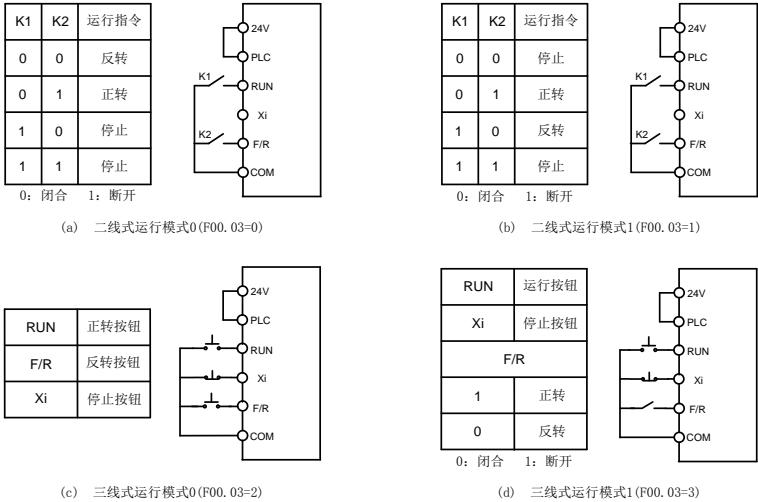 K1 K2 运行指令
0 0 反转
0 1 正转
1 0 停止
1 1 停止
0: 闭合 1: 断开
24V
PLC
K1
RUN
Xi
K2
F/R
COM
(a) 二线式运行模式0(F00.03=0)
K1 K2 运行指令
0 0 停止
0 1 正转
1 0 反转
1 1 停止
0: 闭合 1: 断开
24V
PLC
K1
RUN
Xi
K2
F/R
COM
(b) 二线式运行模式1(F00.03=1)
RUN 正转按钮
F/R 反转按钮
Xi 停止按钮
24V
PLC
RUN
Xi
F/R
COM
(c) 三线式运行模式0(F00.03=2)
RUN 运行按钮
Xi 停止按钮
F/R
1 正转
0 反转
0: 闭合 1: 断开
24V
PLC
RUN
Xi
F/R
COM
(d) 三线式运行模式1(F00.03=3)